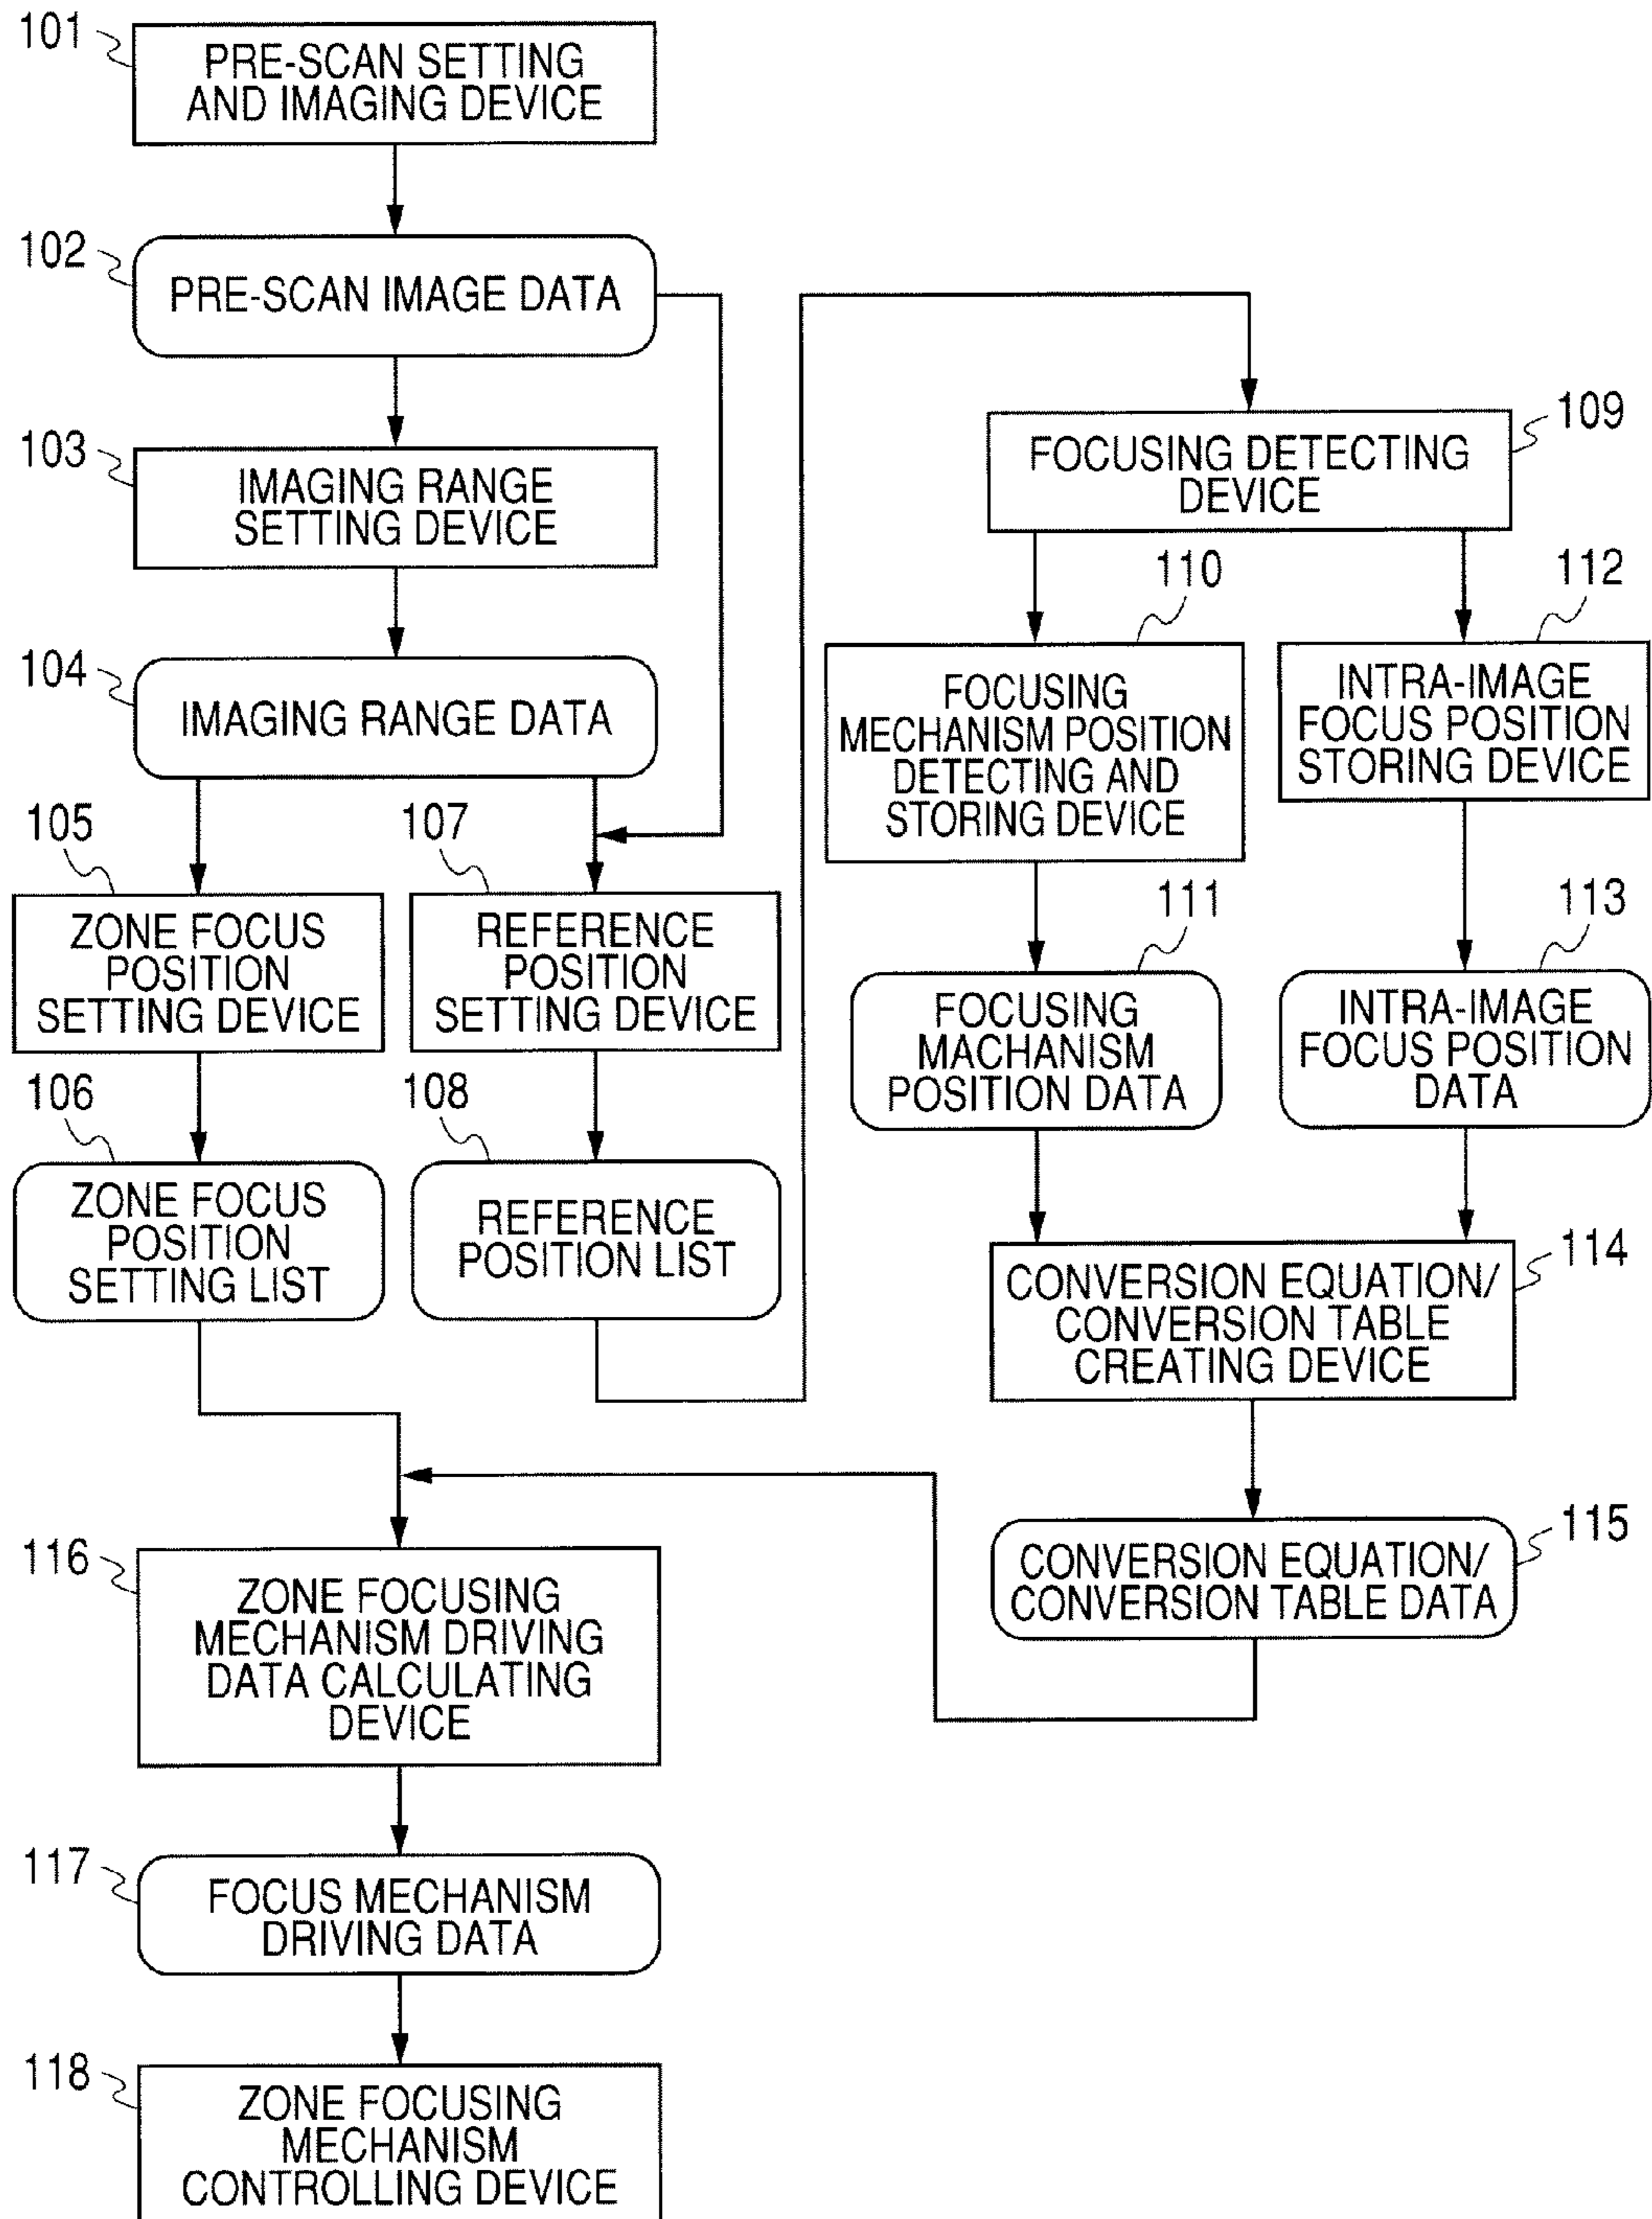 101
PRE-SCAN SETTING
AND IMAGING DEVICE
102
PRE-SCAN IMAGE DATA
103
IMAGING RANGE
SETTING DEVICE
104
IMAGING RANGE DATA
105
ZONE FOCUS
POSITION
SETTING DEVICE
106
ZONE FOCUS
POSITION
SETTING LIST
107
REFERENCE
POSITION
SETTING DEVICE
108
REFERENCE
POSITION LIST
109
FOCUSING DETECTING
DEVICE
110
FOCUSING
MECHANISM POSITION
DETECTING AND
STORING DEVICE
111
FOCUSING
MACHANISM
POSITION DATA
112
INTRA-IMAGE
FOCUS POSITION
STORING DEVICE
113
INTRA-IMAGE
FOCUS POSITION
DATA
114
CONVERSION EQUATION/
CONVERSION TABLE
CREATING DEVICE
115
CONVERSION EQUATION/
CONVERSION TABLE DATA
116
ZONE FOCUSING
MECHANISM DRIVING
DATA CALCULATING
DEVICE
117
FOCUS MECHANISM
DRIVING DATA
118
ZONE FOCUSING
MECHANISM
CONTROLLING DEVICE